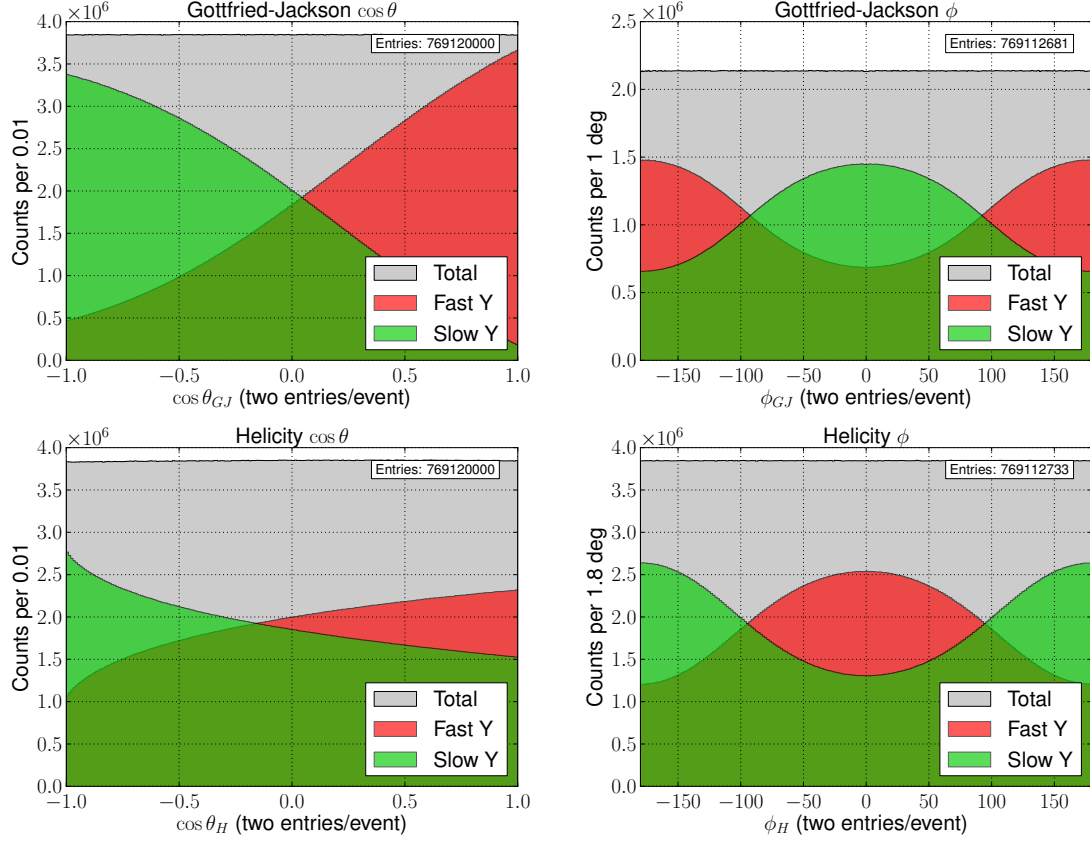 Gottfried-Jackson cos θ
×10⁶
Entries: 769120000
4.0
3.5
3.0
2.5
2.0
1.5
1.0
0.5
0.0
Counts per 0.01
Total
Fast Y
Slow Y
−1.0 −0.5 0.0 0.5 1.0
cos θ_GJ (two entries/event)
Gottfried-Jackson ϕ
×10⁶
Entries: 769112681
2.5
2.0
1.5
1.0
0.5
0.0
Counts per 1 deg
Total
Fast Y
Slow Y
−150 −100 −50 0 50 100 150
ϕ_GJ (two entries/event)
Helicity cos θ
×10⁶
Entries: 769120000
4.0
3.5
3.0
2.5
2.0
1.5
1.0
0.5
0.0
Counts per 0.01
Total
Fast Y
Slow Y
−1.0 −0.5 0.0 0.5 1.0
cos θ_H (two entries/event)
Helicity ϕ
×10⁶
Entries: 769112733
4.0
3.5
3.0
2.5
2.0
1.5
1.0
0.5
0.0
Counts per 1.8 deg
Total
Fast Y
Slow Y
−150 −100 −50 0 50 100 150
ϕ_H (two entries/event)